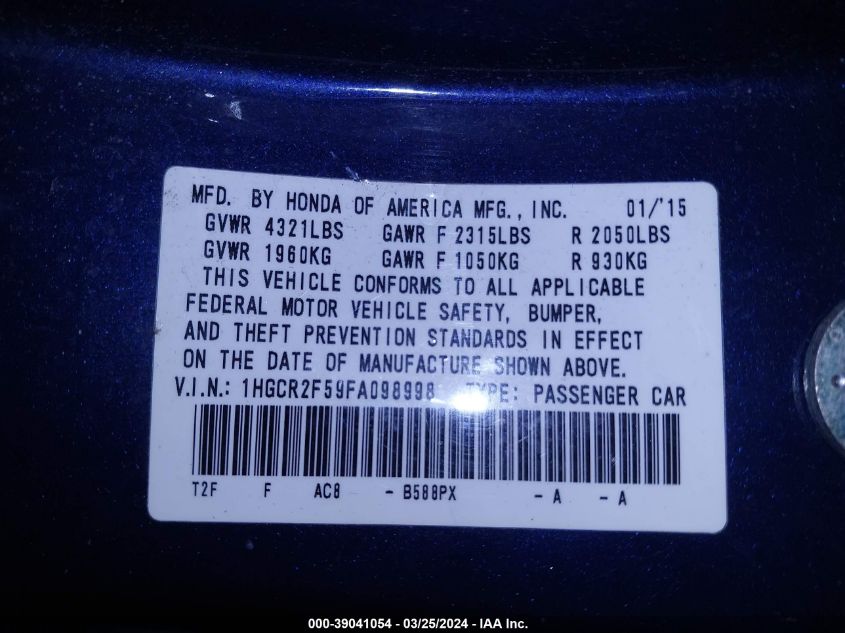 MFD. BY HONDA OF AMERICA MFG., INC. 01/'15
GVWR 4321LBS GAWR F 2315LBS R 2050LBS
GVWR 1960KG GAWR F 1050KG R 930KG
THIS VEHICLE CONFORMS TO ALL APPLICABLE
FEDERAL MOTOR VEHICLE SAFETY, BUMPER,
AND THEFT PREVENTION STANDARDS IN EFFECT
ON THE DATE OF MANUFACTURE SHOWN ABOVE.
V.I.N.: 1HGCR2F59FA098998 TYPE: PASSENGER CAR
T2F F AC8 - B588PX - A - A
000-39041054 - 03/25/2024 - IAA Inc.